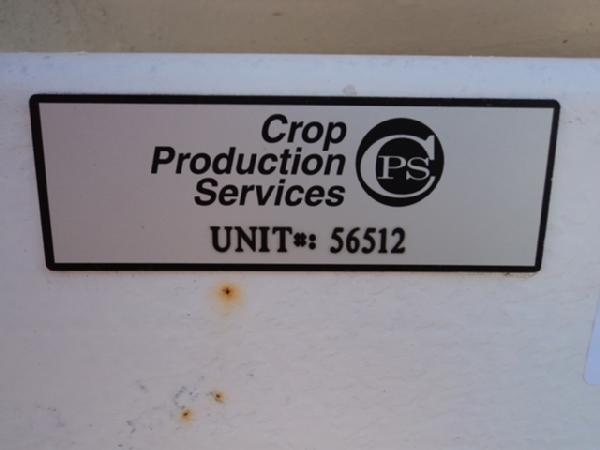 Crop
Production
Services
CPS
UNIT#: 56512